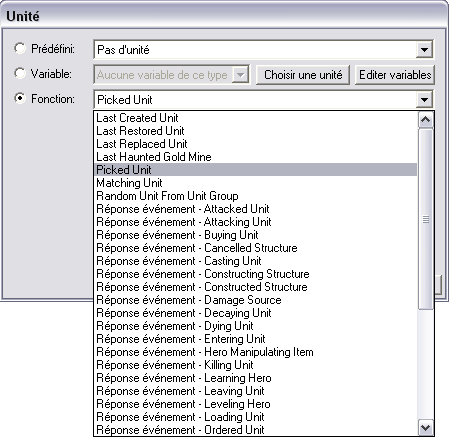 Unité
Prédéfini: Pas d'unité
Variable: Aucune variable de ce type Choisir une unité Editer variables
Fonction: Picked Unit
Last Created Unit
Last Restored Unit
Last Replaced Unit
Last Haunted Gold Mine
Picked Unit
Matching Unit
Random Unit From Unit Group
Réponse événement - Attacked Unit
Réponse événement - Attacking Unit
Réponse événement - Buying Unit
Réponse événement - Cancelled Structure
Réponse événement - Casting Unit
Réponse événement - Constructing Structure
Réponse événement - Constructed Structure
Réponse événement - Damage Source
Réponse événement - Decaying Unit
Réponse événement - Dying Unit
Réponse événement - Entering Unit
Réponse événement - Hero Manipulating Item
Réponse événement - Killing Unit
Réponse événement - Learning Hero
Réponse événement - Leaving Unit
Réponse événement - Leveling Hero
Réponse événement - Loading Unit
Réponse événement - Ordered Unit